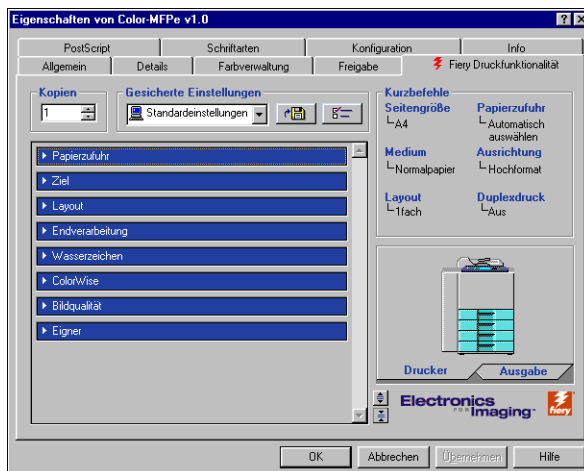 Eigenschaften von Color-MFPe v1.0
PostScript Schriftarten Konfiguration Info
Allgemein Details Farbverwaltung Freigabe Fiery Druckfunktionalität
Kopien
1
Gesicherte Einstellungen
Standardeinstellungen
Papierzufuhr
Ziel
Layout
Endverarbeitung
Wasserzeichen
ColorWise
Bildqualität
Eigner
Kurzbefehle
Seitengröße Papierzufuhr
A4 Automatisch
auswählen
Medium Ausrichtung
Normalpapier Hochformat
Layout Duplexdruck
1fach Aus
Drucker Ausgabe
Electronics
FOR Imaging
fiery
OK Abbrechen Übernehmen Hilfe